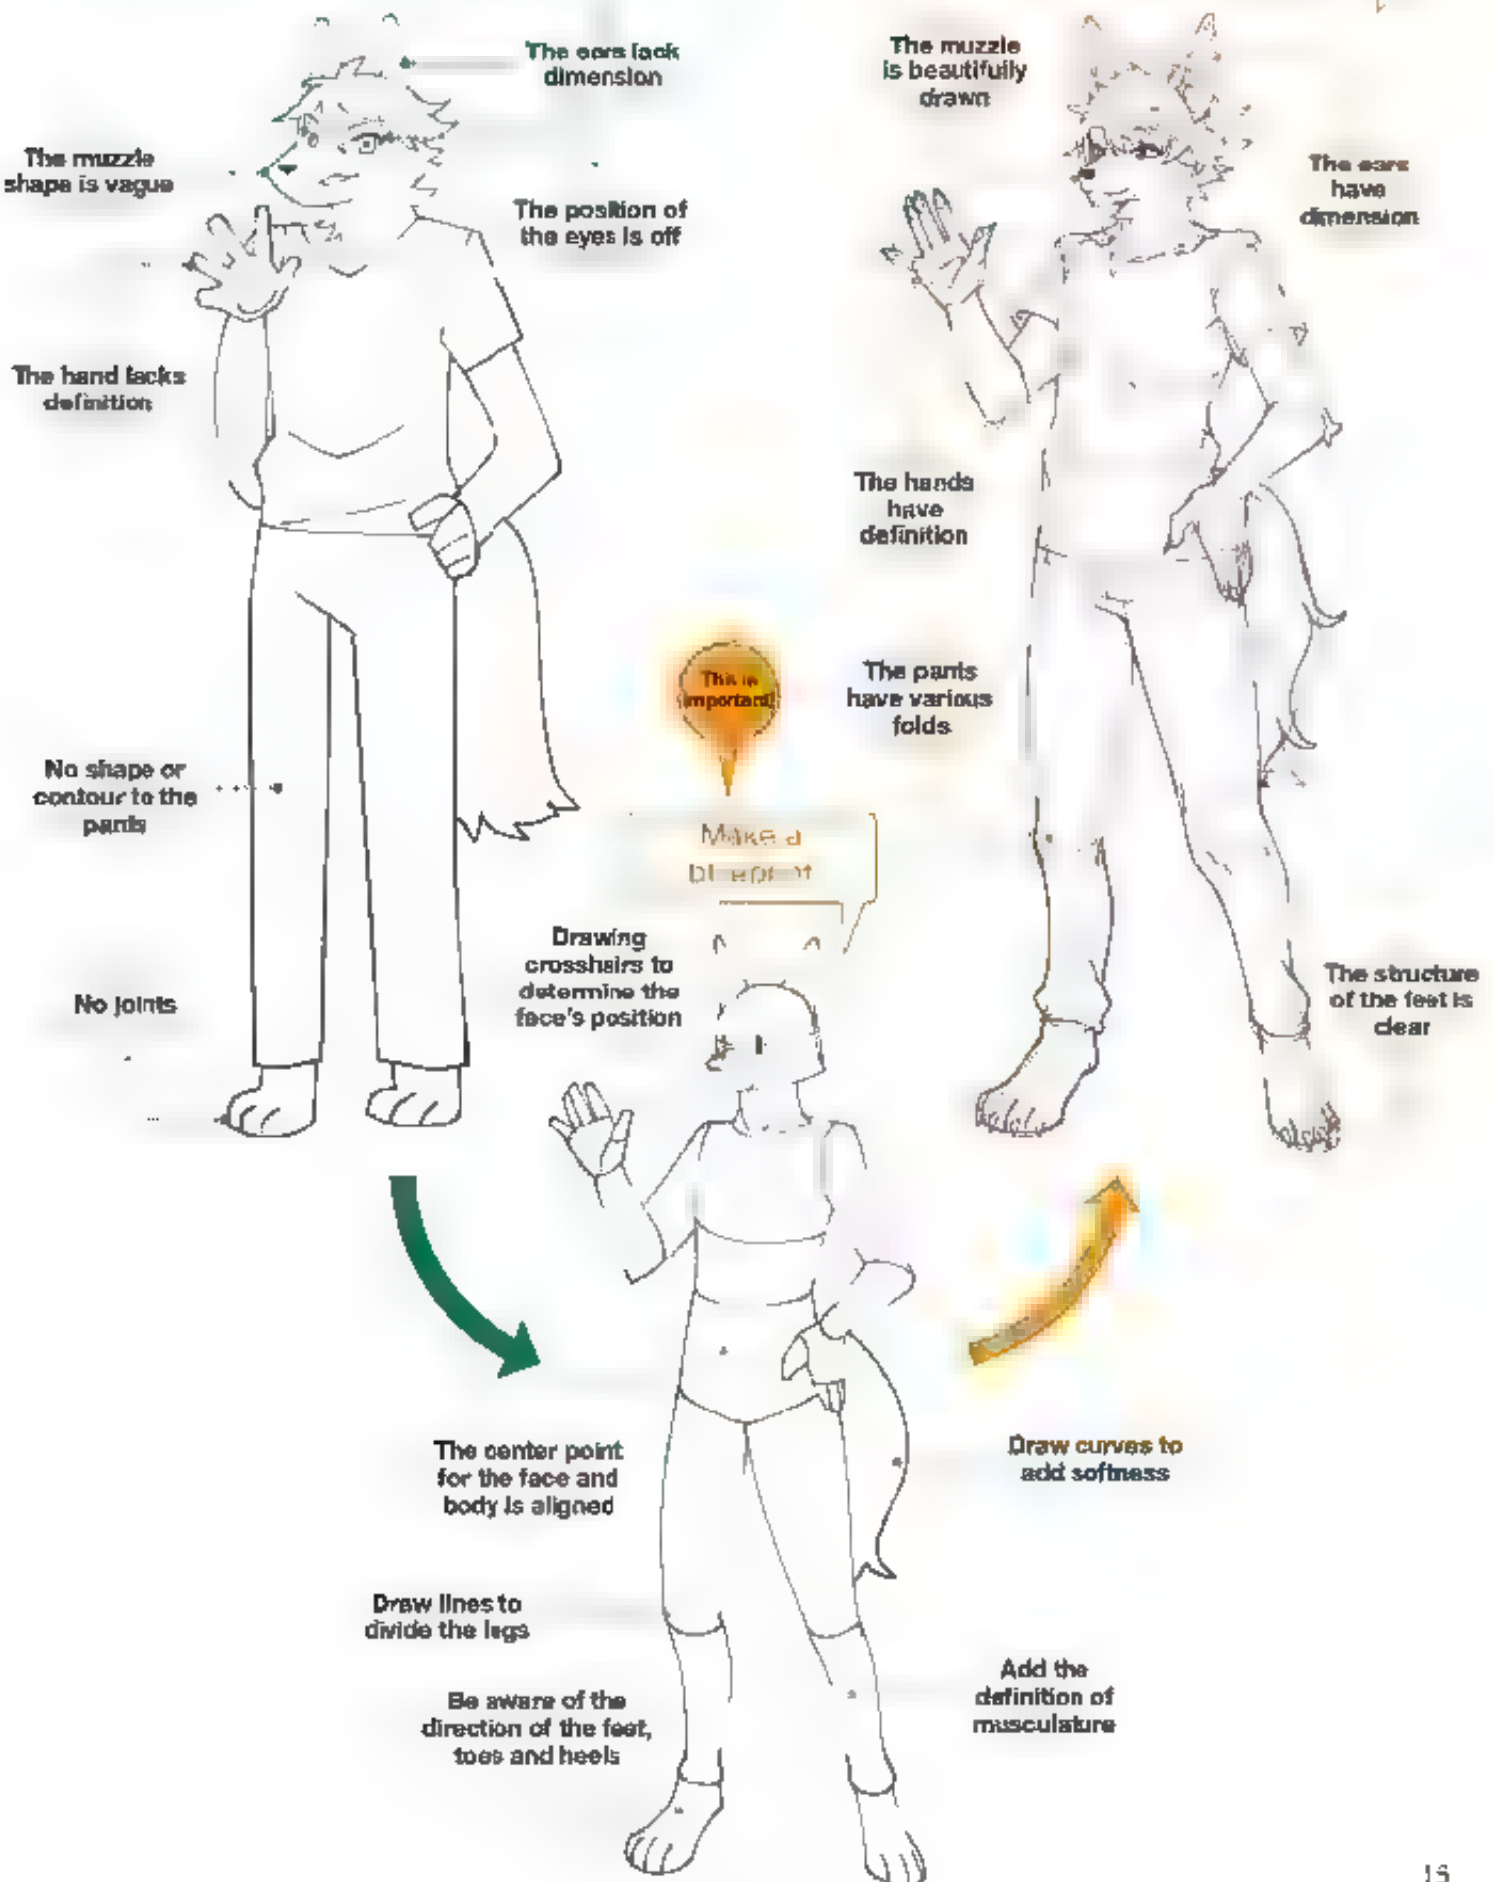 The ears lack
dimension
The muzzle
shape is vague
The position of
the eyes is off
The hand lacks
definition
No shape or
contour to the
pants
No joints
The muzzle
is beautifully
drawn
The ears
have
dimension
The hands
have
definition
The pants
have various
folds
The structure
of the feet is
clear
This is
important!
Make a
blueprint
Drawing
crosshairs to
determine the
face's position
The center point
for the face and
body is aligned
Draw lines to
divide the legs
Be aware of the
direction of the feet,
toes and heels
Draw curves to
add softness
Add the
definition of
musculature
15